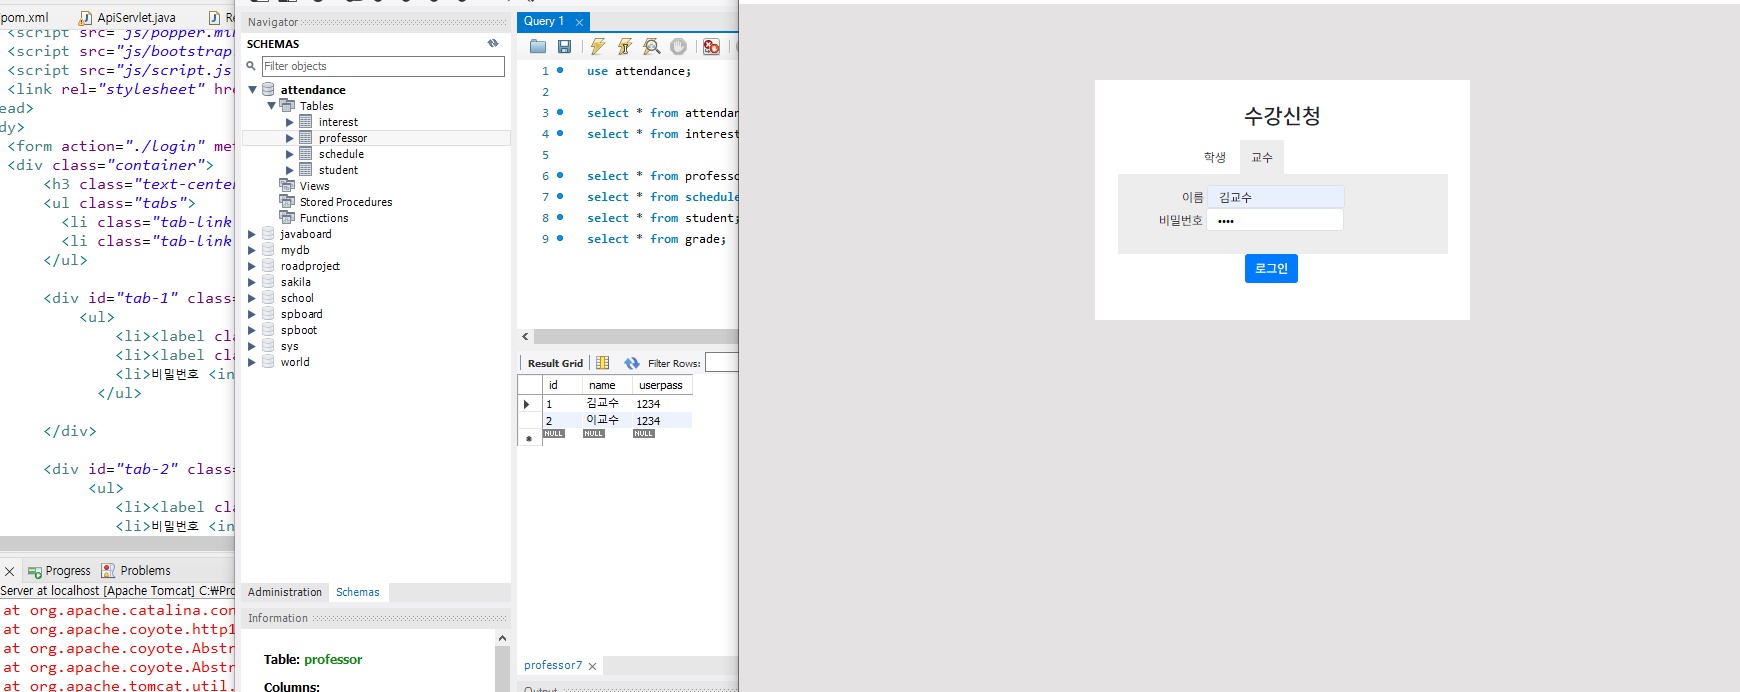 pom.xml
ApiServlet.java
Re
<script src="js/popper.mi
<script src="js/bootstrap
<script src="js/script.js
<link rel="stylesheet" hre
ead>
dy>
<form action="./login" met
<div class="container">
<h3 class="text-center
<ul class="tabs">
<li class="tab-link
<li class="tab-link
</ul>
<div id="tab-1" class=
<ul>
<li><label cla
<li><label cla
<li>비밀번호 <in
</ul>
</div>
<div id="tab-2" class=
<ul>
<li><label cla
<li>비밀번호 <in
Progress
Problems
Server at localhost [Apache Tomcat] C:₩Pro
at org.apache.catalina.con
at org.apache.coyote.http1
at org.apache.coyote.Abstr
at org.apache.coyote.Abstr
at org.apache.tomcat.util.
Navigator
SCHEMAS
Filter objects
attendance
Tables
interest
professor
schedule
student
Views
Stored Procedures
Functions
javaboard
mydb
roadproject
sakila
school
spboard
spboot
sys
world
Administration
Schemas
Information
Table: professor
Columns:
Query 1
1 use attendance;
2
3 select * from attendan
4 select * from interest
5
6 select * from professo
7 select * from schedule
8 select * from student;
9 select * from grade;
Result Grid
Filter Rows:
id name userpass
1 김교수 1234
2 이교수 1234
NULL NULL NULL
professor7
Output
수강신청
학생
교수
이름 김교수
비밀번호 ••••
로그인